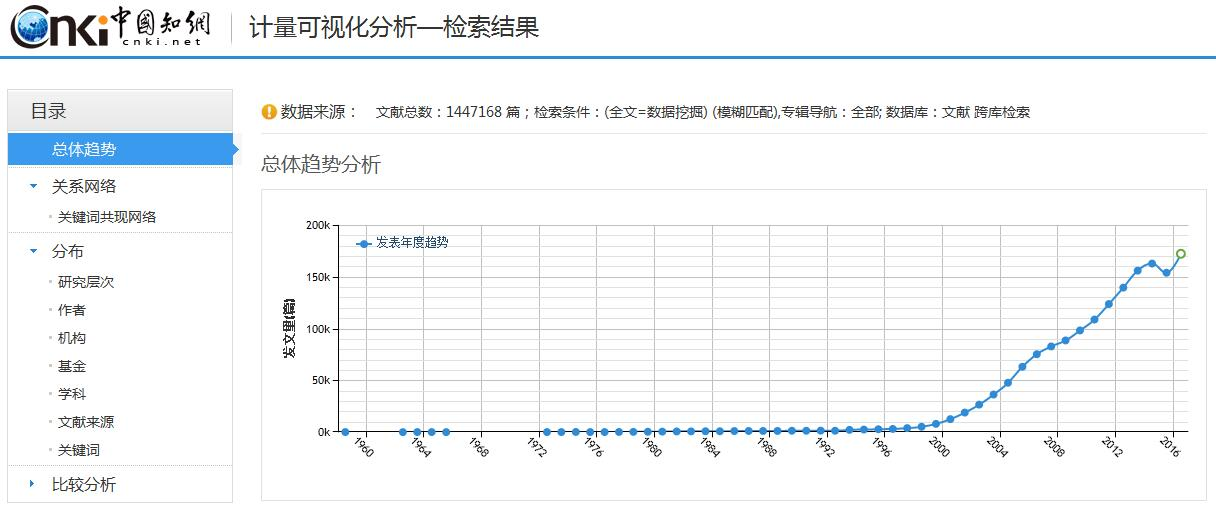 Cnki中國知網
cnki.net
计量可视化分析—检索结果
目录
总体趋势
关系网络
关键词共现网络
分布
研究层次
作者
机构
基金
学科
文献来源
关键词
比较分析
数据来源： 文献总数：1447168 篇；检索条件：(全文=数据挖掘) (模糊匹配),专辑导航：全部; 数据库：文献 跨库检索
总体趋势分析
发表年度趋势
发文量(篇)
200k
150k
100k
50k
0k
1960 1964 1968 1972 1976 1980 1984 1988 1992 1996 2000 2004 2008 2012 2016